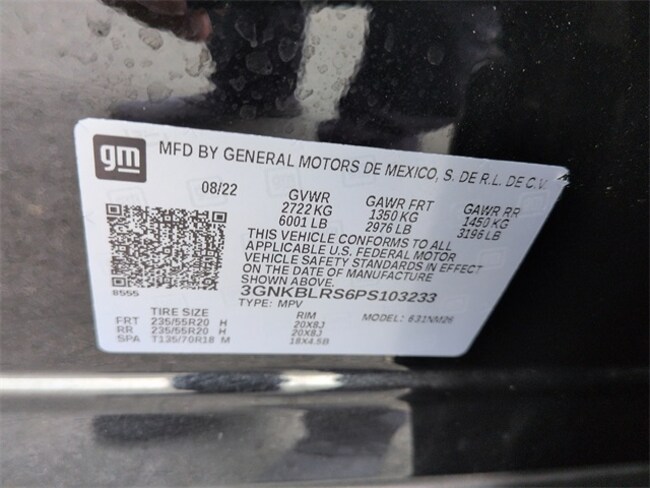 gm MFD BY GENERAL MOTORS DE MEXICO, S. DE R.L. DE C.V.
08/22 GVWR GAWR FRT GAWR RR
2722 KG 1350 KG 1450 KG
6001 LB 2976 LB 3196 LB
THIS VEHICLE CONFORMS TO ALL
APPLICABLE U.S. FEDERAL MOTOR
VEHICLE SAFETY STANDARDS IN EFFECT
ON THE DATE OF MANUFACTURE
SHOWN ABOVE
8555 3GNKBLRS6PS103233
TYPE: MPV MODEL: 631NM26
TIRE SIZE RIM
FRT 235/55R20 H 20X8J
RR 235/55R20 H 20X8J
SPA T135/70R18 M 18X4.5B